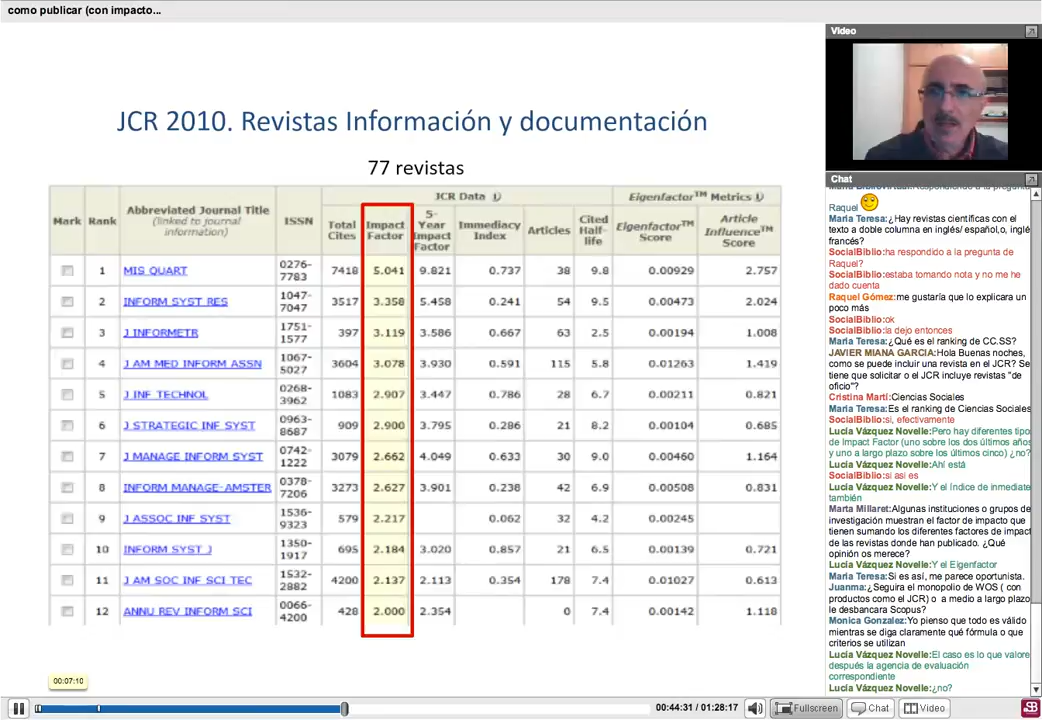 como publicar (con impacto...
JCR 2010. Revistas Información y documentación
77 revistas
JCR Data i) Eigenfactor™ Metrics i)
Mark Rank Abbreviated Journal Title (linked to journal information) ISSN Total Cites Impact Factor 5-Year Impact Factor Immediacy Index Articles Cited Half-life Eigenfactor™ Score Article Influence™ Score
1 MIS QUART 0276-7783 7418 5.041 9.821 0.737 38 9.8 0.00929 2.757
2 INFORM SYST RES 1047-7047 3517 3.358 5.458 0.241 54 9.5 0.00473 2.024
3 J INFORMETR 1751-1577 397 3.119 3.586 0.667 63 2.5 0.00194 1.008
4 J AM MED INFORM ASSN 1067-5027 3604 3.078 3.930 0.591 115 5.8 0.01263 1.419
5 J INF TECHNOL 0268-3962 1083 2.907 3.447 0.786 28 6.7 0.00211 0.821
6 J STRATEGIC INF SYST 0963-8687 909 2.900 3.795 0.286 21 8.2 0.00104 0.685
7 J MANAGE INFORM SYST 0742-1222 3079 2.662 4.049 0.633 30 9.0 0.00460 1.164
8 INFORM MANAGE-AMSTER 0378-7206 3273 2.627 3.901 0.238 42 6.9 0.00508 0.831
9 J ASSOC INF SYST 1536-9323 579 2.217 0.062 32 4.2 0.00245
10 INFORM SYST J 1350-1917 695 2.184 3.020 0.857 21 6.5 0.00139 0.721
11 J AM SOC INF SCI TEC 1532-2882 4200 2.137 2.113 0.354 178 7.4 0.01027 0.613
12 ANNU REV INFORM SCI 0066-4200 428 2.000 2.354 0 7.4 0.00142 1.118
Video
Chat
Raquel
Maria Teresa:¿Hay revistas científicas con el
texto a doble columna en inglés/ español,o, inglé
francés?
SocialBiblio:ha respondido a la pregunta de
Raquel?
SocialBiblio:estaba tomando nota y no me he
dado cuenta
Raquel Gómez:me gustaría que lo explicara un
poco más
SocialBiblio:ok
SocialBiblio:la dejo entonces
Maria Teresa:¿Qué es el ranking de CC.SS?
JAVIER MIANA GARCIA:Hola Buenas noches,
como se puede incluir una revista en el JCR? Se
tiene que solicitar o el JCR incluye revistas "de
oficio"?
Cristina Martí:Ciencias Sociales
Maria Teresa:Es el ranking de Ciencias Sociales
SocialBiblio:si, efectivamente
Lucía Vázquez Novelle:Pero hay diferentes tipo
de Impact Factor (uno sobre los dos últimos años
y uno a largo plazo sobre los últimos cinco) ¿no?
Lucía Vázquez Novelle:Ahí está
SocialBiblio:si asi es
Lucía Vázquez Novelle:Y el Índice de inmediate
también
Marta Millaret:Algunas instituciones o grupos de
investigación muestran el factor de impacto que
tienen sumando los diferentes factores de impact
de las revistas donde han publicado. ¿Qué
opinión os merece?
Lucía Vázquez Novelle:Y el Eigenfactor
Maria Teresa:Si es así, me parece oportunista.
Juanma:¿Seguira el monopolio de WOS ( con
productos como el JCR) o a medio a largo plazo
le desbancara Scopus?
Monica Gonzalez:Yo pienso que todo es válido
mientras se diga claramente qué fórmula o que
criterios se utilizan
Lucía Vázquez Novelle:El caso es lo que valore
después la agencia de evaluación
correspondiente
Lucía Vázquez Novelle:¿no?
00:07:10
00:44:31 / 01:28:17
Fullscreen Chat Video